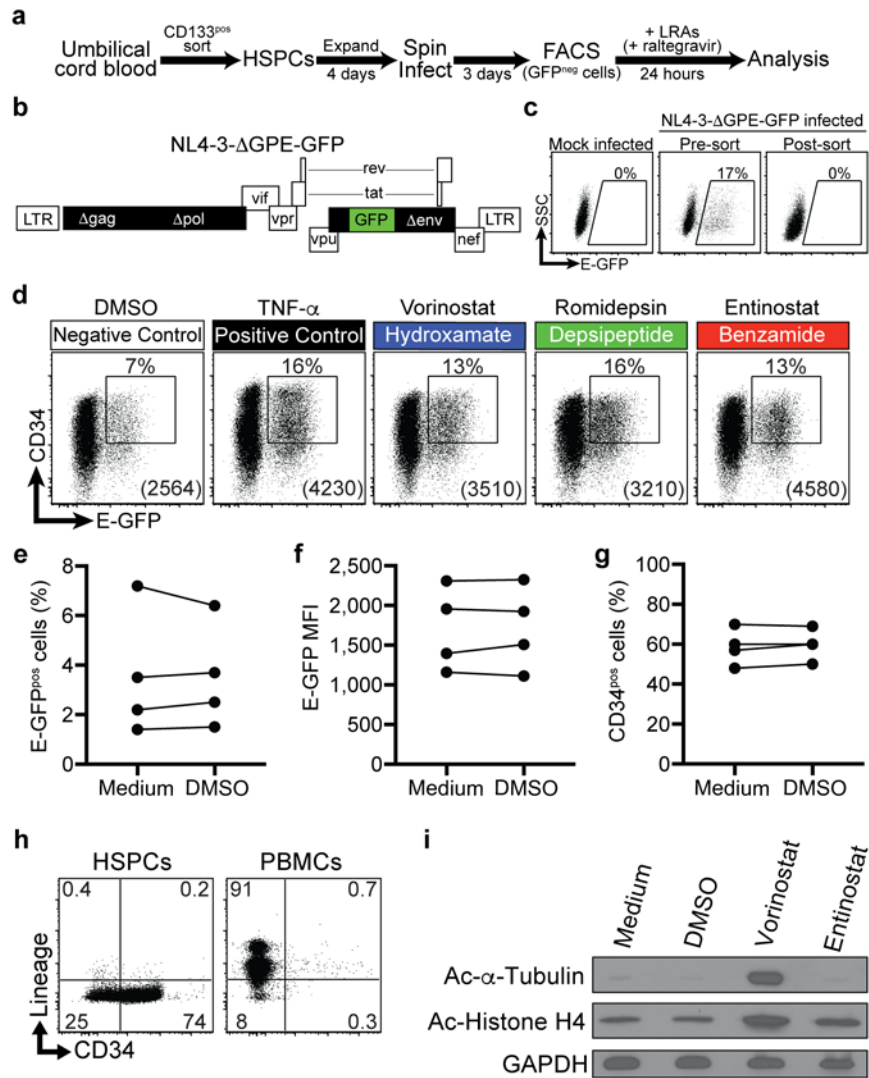 a
CD133pos
sort
Umbilical
cord blood
HSPCs
Expand
4 days
Spin
Infect
3 days
FACS
(GFPneg cells)
+ LRAs
(+ raltegravir)
24 hours
Analysis
b
NL4-3-ΔGPE-GFP
rev
tat
LTR
Δgag
Δpol
vif
vpr
vpu
GFP
Δenv
nef
LTR
c
NL4-3-ΔGPE-GFP infected
Mock infected
Pre-sort
Post-sort
0%
17%
0%
SSC
E-GFP
d
DMSO
Negative Control
7%
(2564)
TNF-α
Positive Control
16%
(4230)
Vorinostat
Hydroxamate
13%
(3510)
Romidepsin
Depsipeptide
16%
(3210)
Entinostat
Benzamide
13%
(4580)
CD34
E-GFP
e
E-GFPpos cells (%)
8
6
4
2
0
Medium DMSO
f
E-GFP MFI
2,500
2,000
1,500
1,000
500
0
Medium DMSO
g
CD34pos cells (%)
100
80
60
40
20
0
Medium DMSO
h
HSPCs
0.4 0.2
25 74
PBMCs
91 0.7
8 0.3
Lineage
CD34
i
Medium
DMSO
Vorinostat
Entinostat
Ac-α-Tubulin
Ac-Histone H4
GAPDH